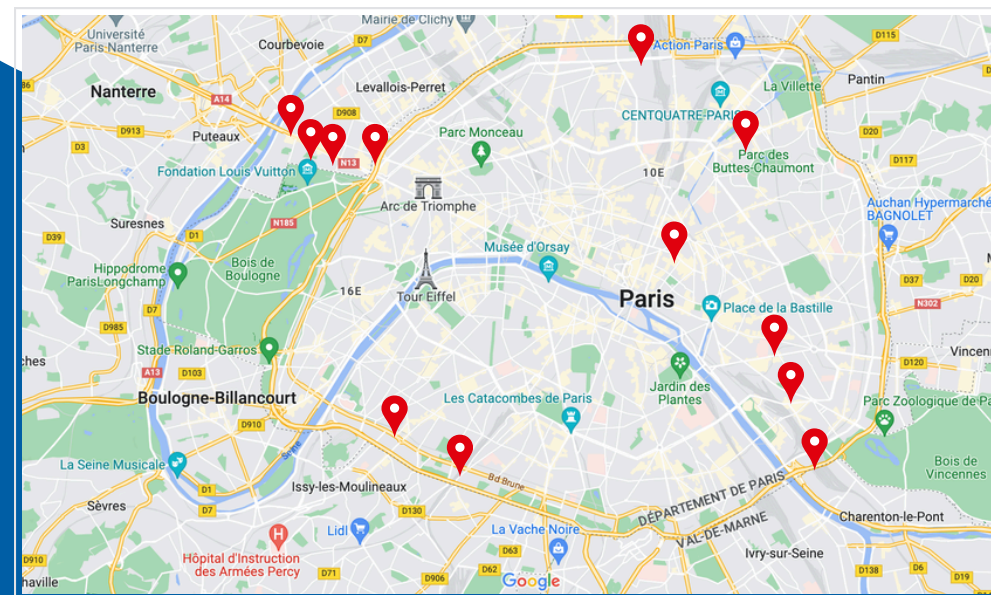 Mairie de Clichy
Université
Paris Nanterre
Courbevoie
D7
Action Paris
D115
86
Nanterre
A14
Levallois-Perret
D908
Pantin
La Villette
CENTQUATRE-PARIS
D913
D3
Puteaux
Parc Monceau
D20
N13
Fondation Louis Vuitton
Parc des
Buttes-Chaumont
D117
10E
Arc de Triomphe
Auchan Hypermarché
BAGNOLET
Suresnes
N185
D39
D1
Musée d'Orsay
Bois de
Boulogne
Hippodrome
ParisLongchamp
16E
Tour Eiffel
D37
D20
Paris
Place de la Bastille
N302
D7
D985
Stade Roland-Garros
ches
Vincen
A13
D103
D120
Jardin des
Plantes
Boulogne-Billancourt
Les Catacombes de Paris
Parc Zoologique de Pa
D910
La Seine Musicale
Seine
Bd Brune
Bois de
Vincennes
D1
Issy-les-Moulineaux
DÉPARTEMENT DE PARIS
Sèvres
D7
D130
VAL-DE-MARNE
Charenton-le-Pont
Lidl
La Vache Noire
H
Hôpital d'Instruction
des Armées Percy
D63
Ivry-sur-Seine
D910
D71
D62
D906
Google
D138
D6
D19
haville